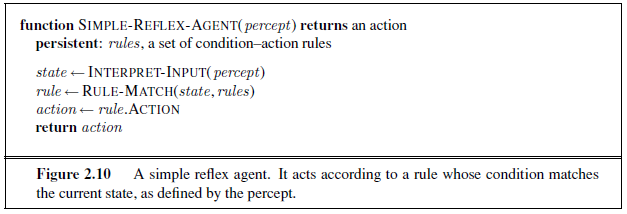 function SIMPLE-REFLEX-AGENT(percept) returns an action
persistent: rules, a set of condition–action rules
state ← INTERPRET-INPUT(percept)
rule ← RULE-MATCH(state, rules)
action ← rule.ACTION
return action
Figure 2.10 A simple reflex agent. It acts according to a rule whose condition matches
the current state, as defined by the percept.